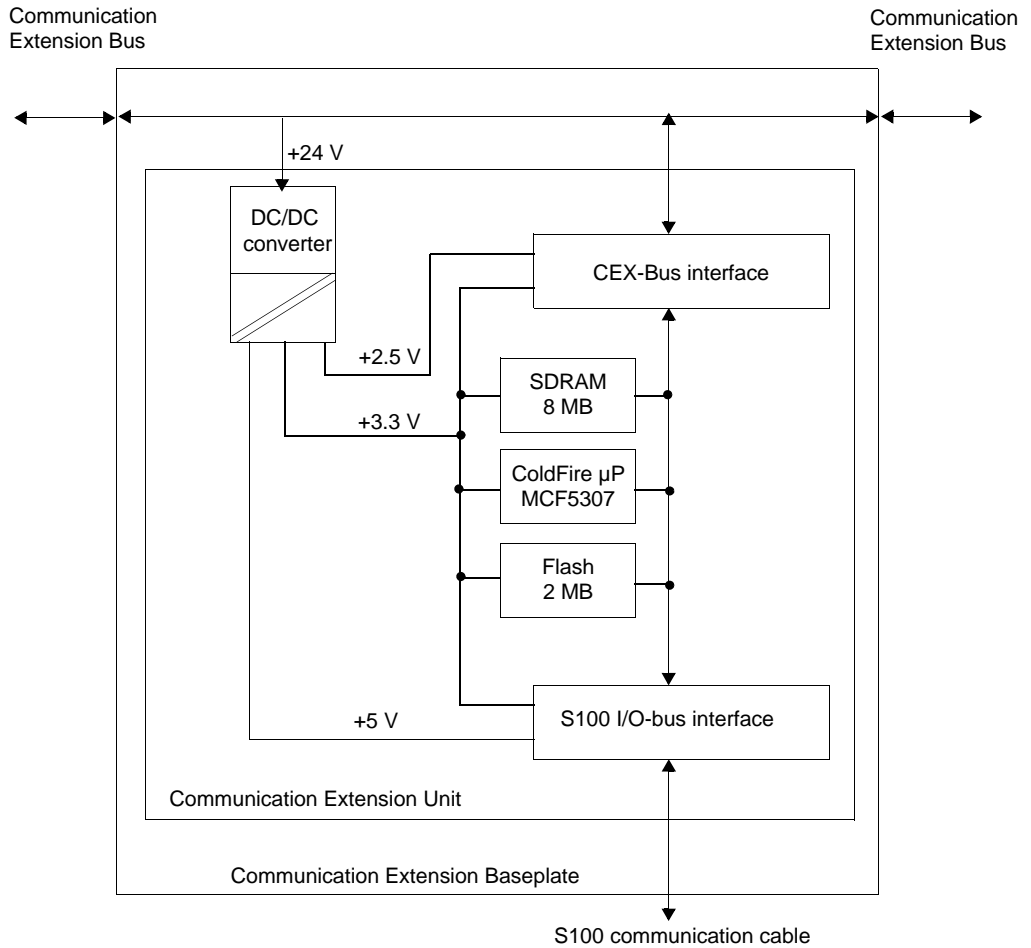 Communication
Extension Bus
Communication
Extension Bus
+24 V
DC/DC
converter
CEX-Bus interface
+2.5 V
SDRAM
8 MB
+3.3 V
ColdFire µP
MCF5307
Flash
2 MB
+5 V
S100 I/O-bus interface
Communication Extension Unit
Communication Extension Baseplate
S100 communication cable